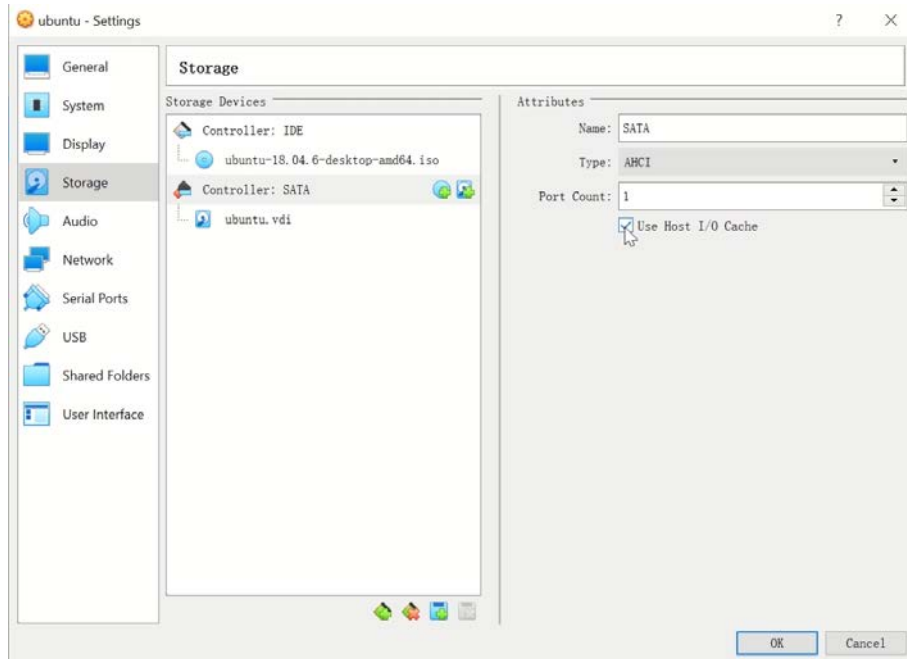 ubuntu - Settings
?
General
System
Display
Storage
Audio
Network
Serial Ports
USB
Shared Folders
User Interface
Storage
Storage Devices
Controller: IDE
ubuntu-18.04.6-desktop-amd64.iso
Controller: SATA
ubuntu.vdi
Attributes
Name: SATA
Type: AHCI
Port Count: 1
Use Host I/O Cache
OK
Cancel